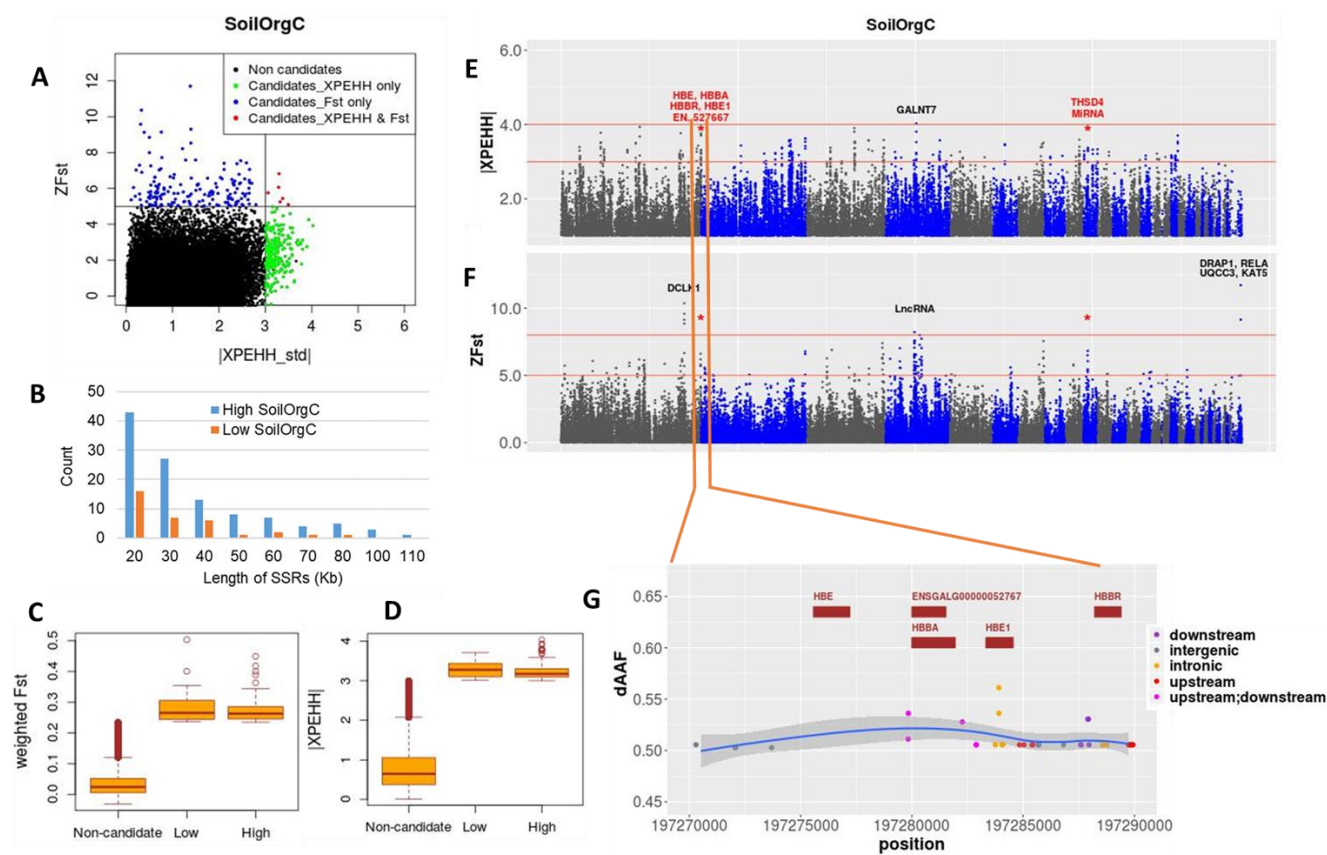 SoilOrgC
A
Non candidates
Candidates_XPEHH only
Candidates_Fst only
Candidates_XPEHH & Fst
ZFst
12
10
8
6
4
2
0
0 1 2 3 4 5 6
|XPEHH_std|
B
50
40
30
20
10
0
Count
High SoilOrgC
Low SoilOrgC
20 30 40 50 60 70 80 100 110
Length of SSRs (Kb)
C
weighted Fst
0.5
0.4
0.3
0.2
0.1
0.0
Non-candidate Low High
D
|XPEHH|
4
3
2
1
0
Non-candidate Low High
SoilOrgC
E
|XPEHH|
6.0
4.0
2.0
HBE, HBBA
HBBR, HBE1
EN. 527667
*
GALNT7
THSD4
MiRNA
*
F
ZFst
10.0
5.0
0.0
DCLK1
*
LncRNA
*
DRAP1, RELA
UQCC3, KAT5
G
dAAF
0.65
0.60
0.55
0.50
0.45
HBE
ENSGALG00000052767
HBBR
HBBA
HBE1
197270000 197275000 197280000 197285000 197290000
position
downstream
intergenic
intronic
upstream
upstream;downstream